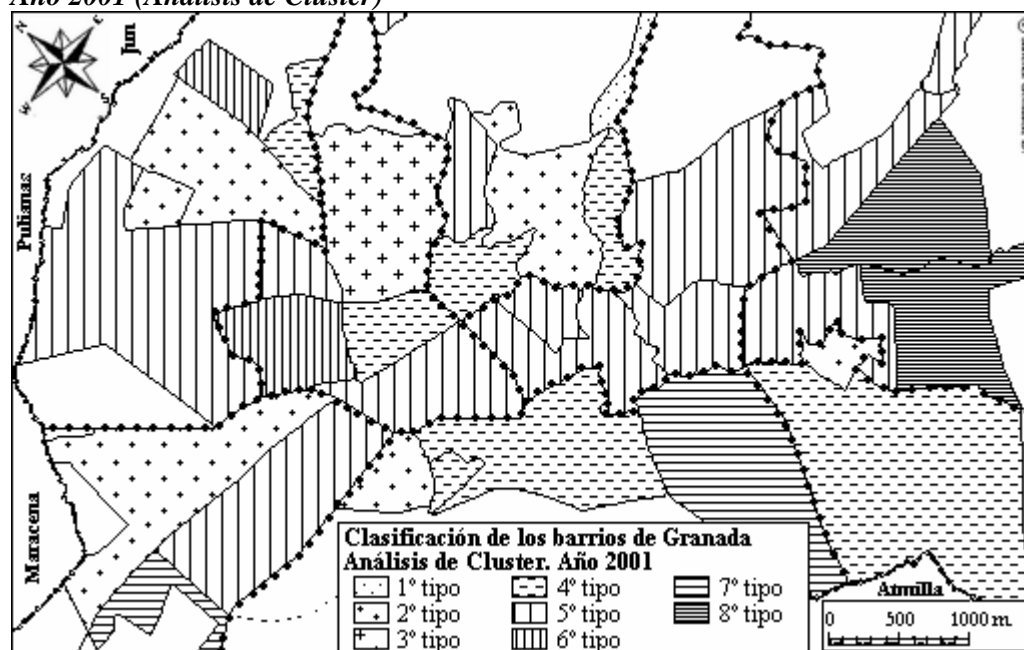 Año 2001 (Análisis de Cluster)
N
E
S
W
Jun
Pulianas
Maracena
Clasificación de los barrios de Granada
Análisis de Cluster. Año 2001
1º tipo
2º tipo
3º tipo
4º tipo
5º tipo
6º tipo
7º tipo
8º tipo
Atmilla
0 500 1000 m.